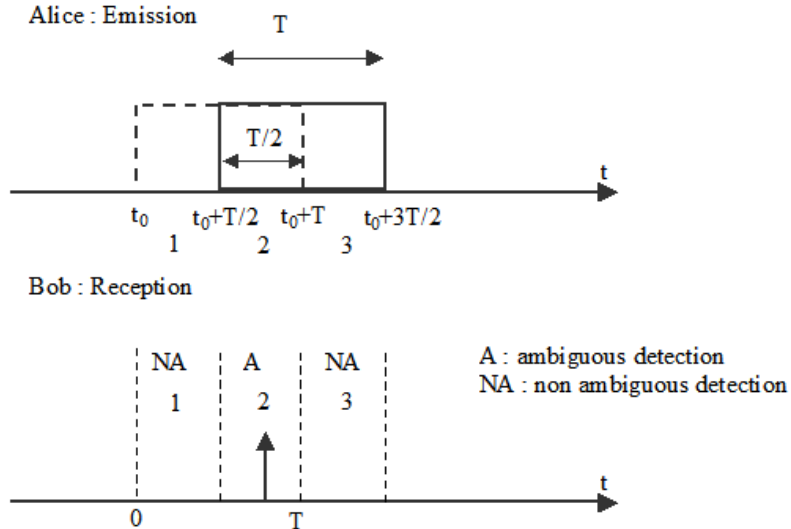 Alice : Emission
T
T/2
t
t₀ t₀+T/2 t₀+T t₀+3T/2
1 2 3
Bob : Reception
NA A NA
1 2 3
A : ambiguous detection
NA : non ambiguous detection
t
0 T